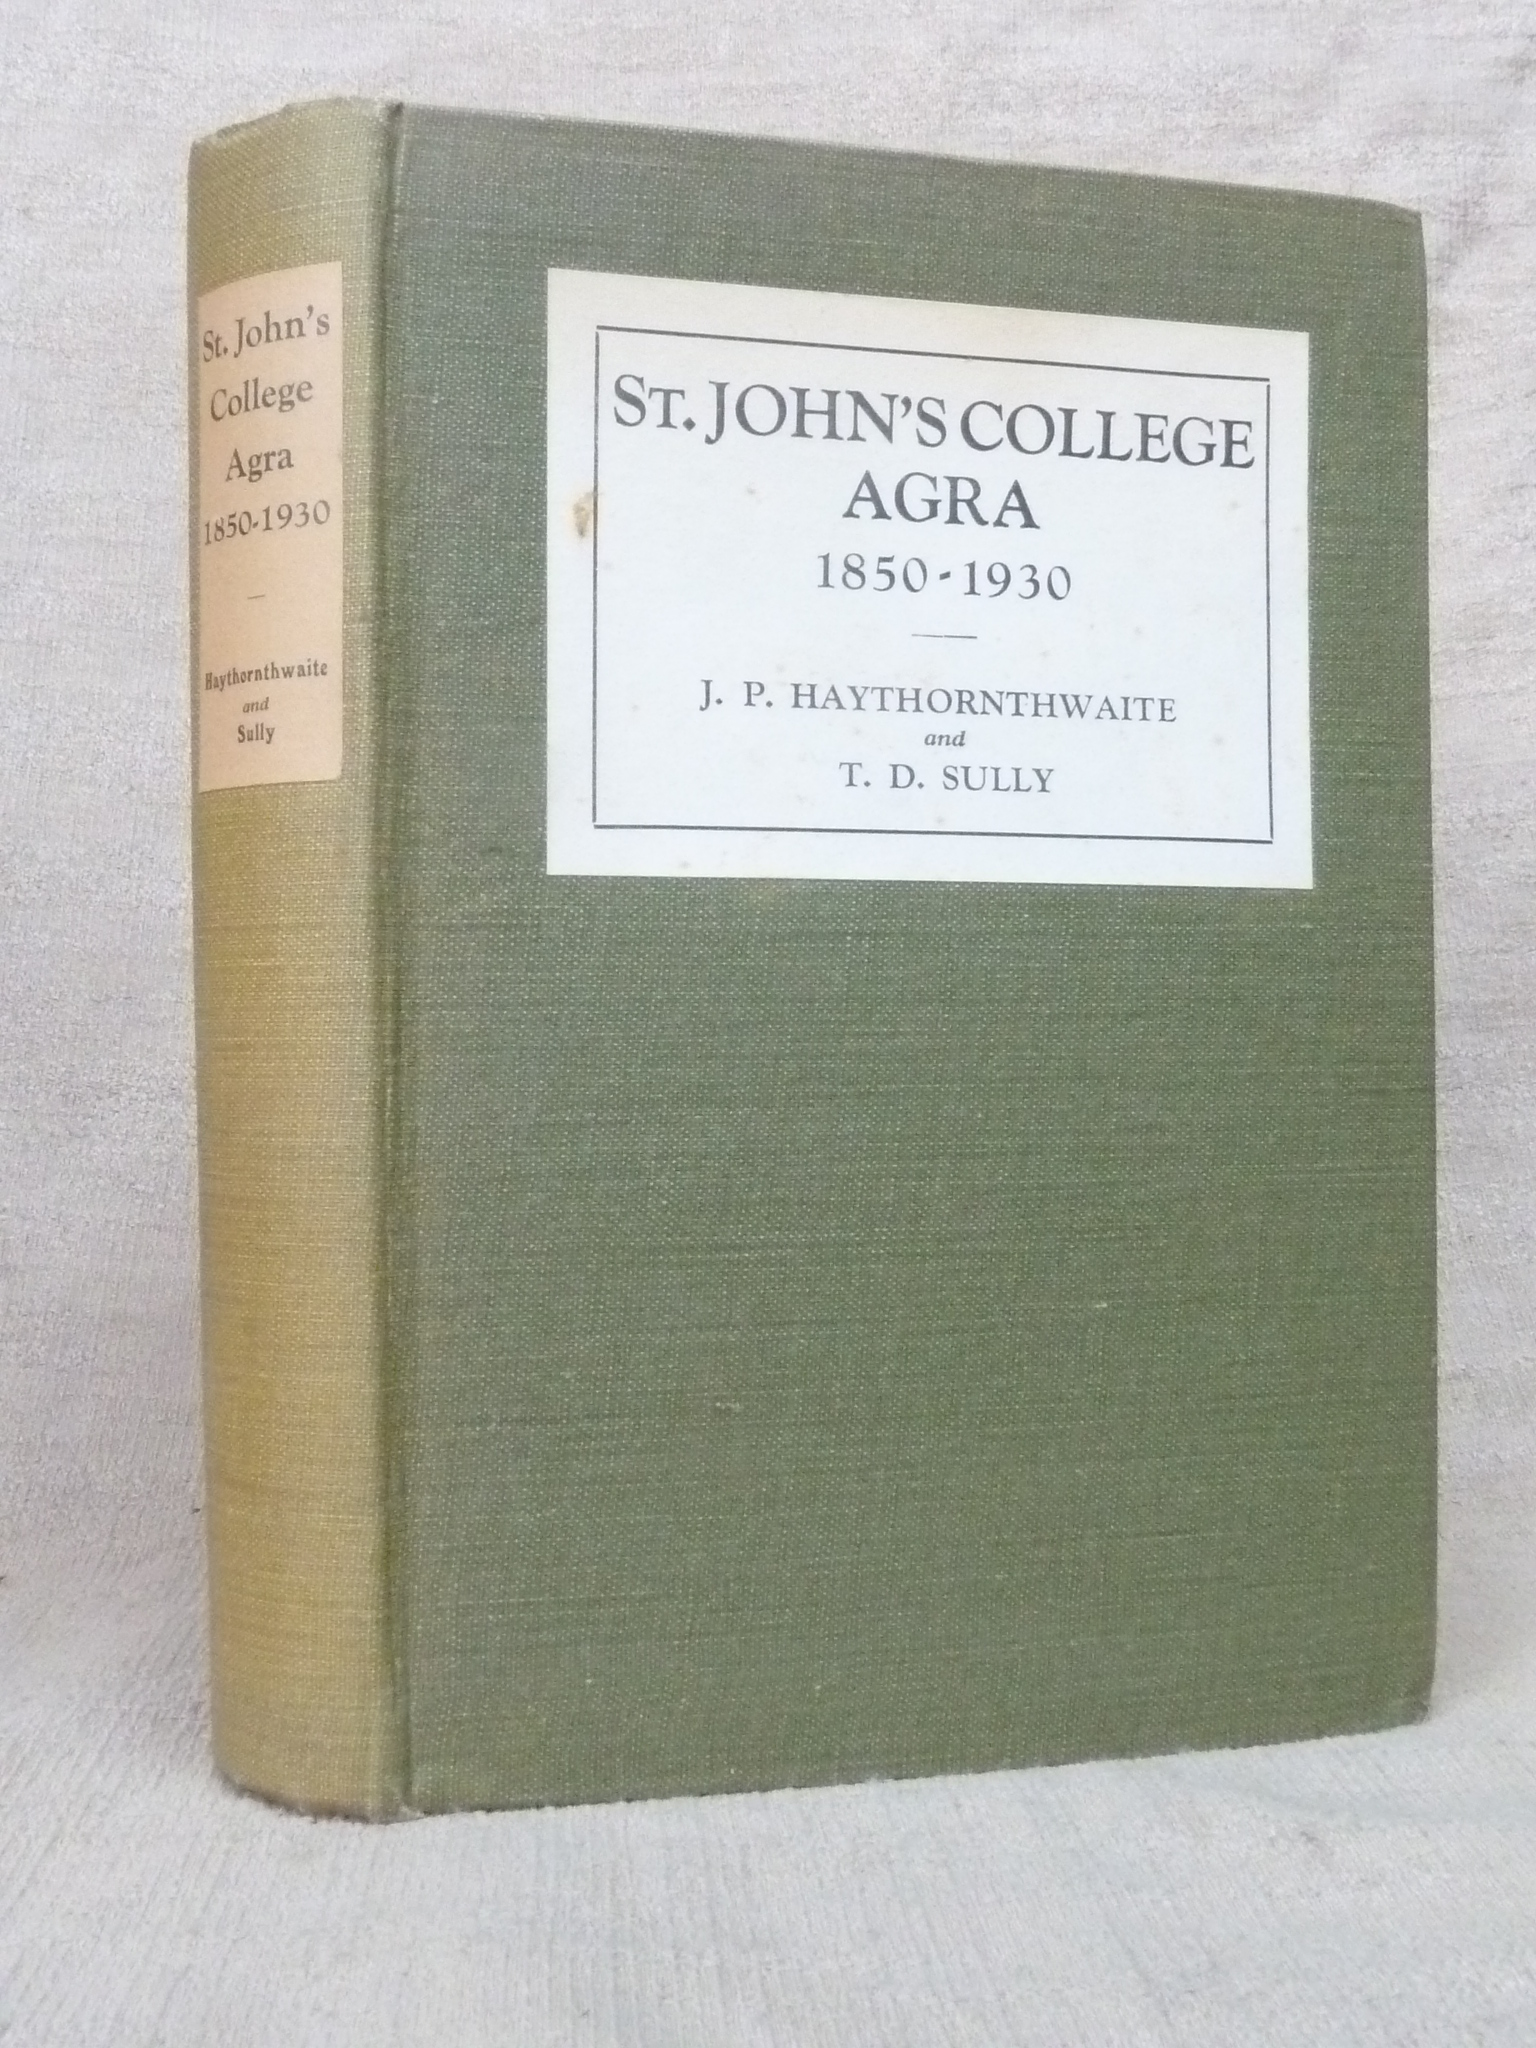 St. John's
College
Agra
1850-1930
Haythornthwaite
and
Sully
ST. JOHN'S COLLEGE
AGRA
1850-1930
J. P. HAYTHORNTHWAITE
and
T. D. SULLY